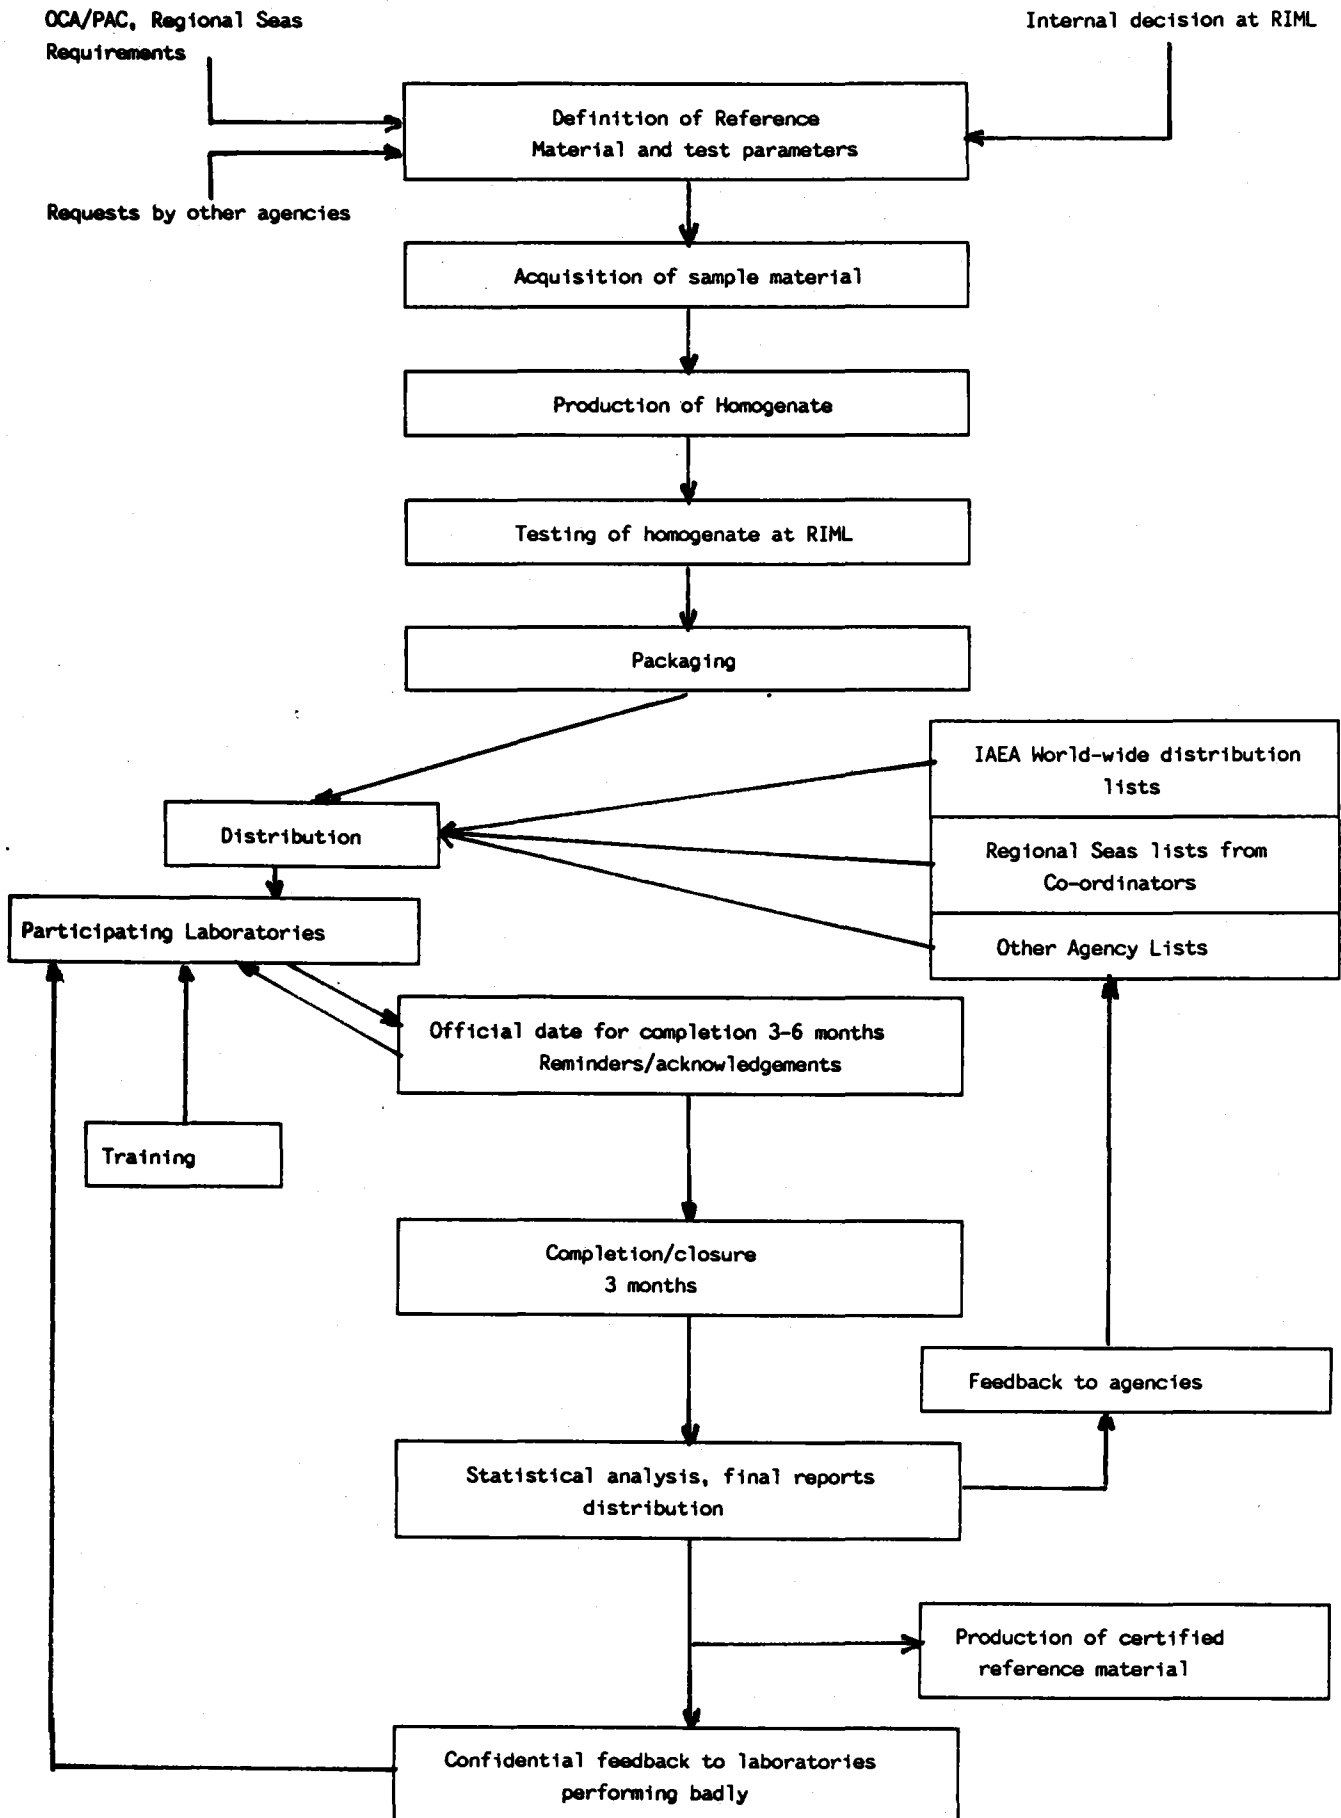 OCA/PAC, Regional Seas
Requirements
Internal decision at RIML
Definition of Reference
Material and test parameters
Requests by other agencies
Acquisition of sample material
Production of Homogenate
Testing of homogenate at RIML
Packaging
IAEA World-wide distribution
lists
Distribution
Regional Seas lists from
Co-ordinators
Participating Laboratories
Other Agency Lists
Official date for completion 3-6 months
Reminders/acknowledgements
Training
Completion/closure
3 months
Feedback to agencies
Statistical analysis, final reports
distribution
Production of certified
reference material
Confidential feedback to laboratories
performing badly